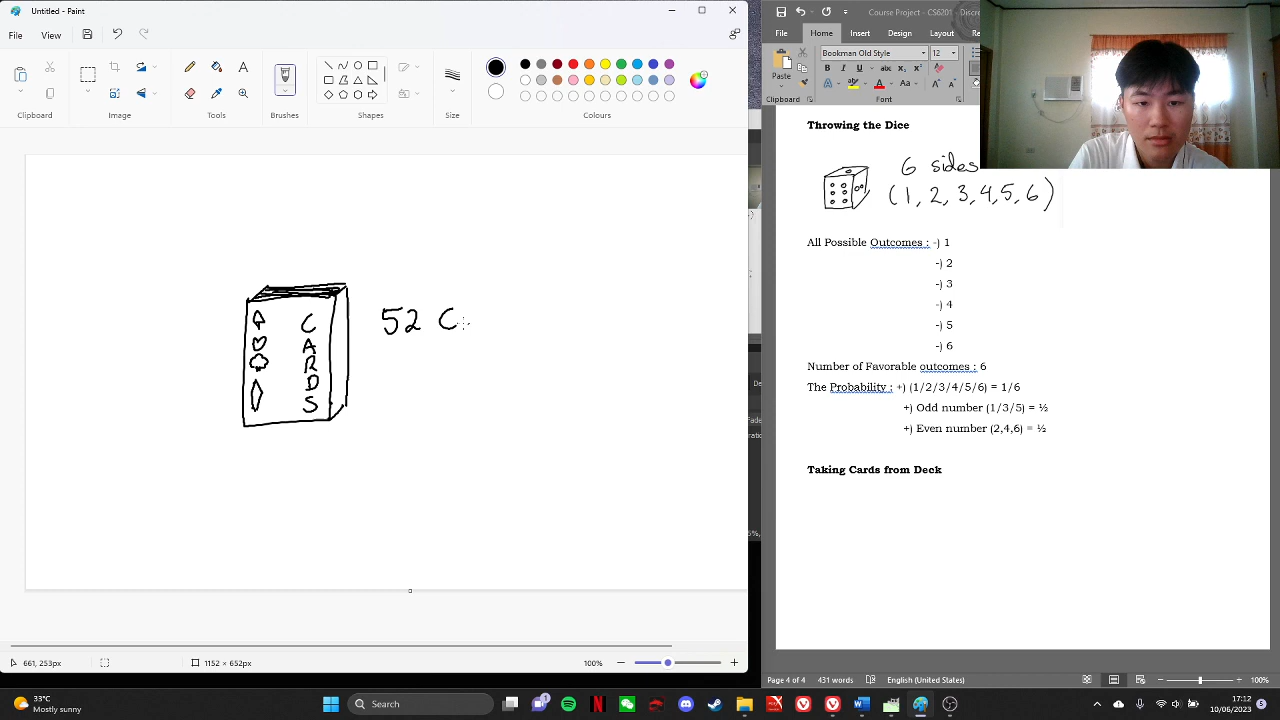 Untitled - Paint
File View
Clipboard
Image
Tools
Brushes
Shapes
Size
Colours
52 C
C
A
R
D
S
661, 253px
1152 × 652px
100%
Course Project - CS6201 Discre
File Home Insert Draw Design Layout
Paste
Bookman Old Style 12
B I U
Clipboard
Font
Throwing the Dice
6 sides
(1, 2, 3, 4, 5, 6)
All Possible Outcomes : -) 1
-) 2
-) 3
-) 4
-) 5
-) 6
Number of Favorable outcomes : 6
The Probability : +) (1/2/3/4/5/6) = 1/6
+) Odd number (1/3/5) = ½
+) Even number (2,4,6) = ½
Taking Cards from Deck
Page 4 of 4 431 words English (United States) 100%
33°C
Mostly sunny
Search
17:12
10/06/2023